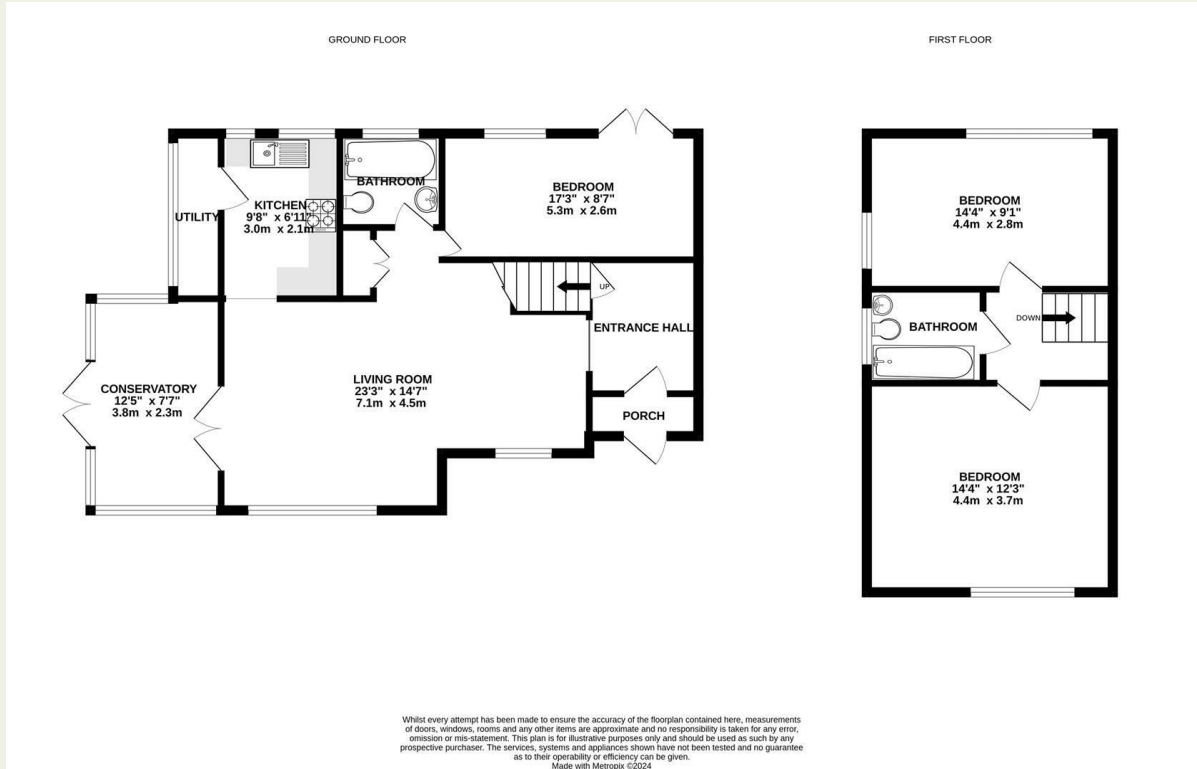 GROUND FLOOR
FIRST FLOOR
BATHROOM
BEDROOM
17'3" x 8'7"
5.3m x 2.6m
KITCHEN
9'8" x 6'11"
3.0m x 2.1m
UTILITY
UP
ENTRANCE HALL
LIVING ROOM
23'3" x 14'7"
7.1m x 4.5m
CONSERVATORY
12'5" x 7'7"
3.8m x 2.3m
PORCH
BEDROOM
14'4" x 9'1"
4.4m x 2.8m
DOWN
BATHROOM
BEDROOM
14'4" x 12'3"
4.4m x 3.7m
Whilst every attempt has been made to ensure the accuracy of the floorplan contained here, measurements
of doors, windows, rooms and any other items are approximate and no responsibility is taken for any error,
omission or mis-statement. This plan is for illustrative purposes only and should be used as such by any
prospective purchaser. The services, systems and appliances shown have not been tested and no guarantee
as to their operability or efficiency can be given.
Made with Metropix ©2024